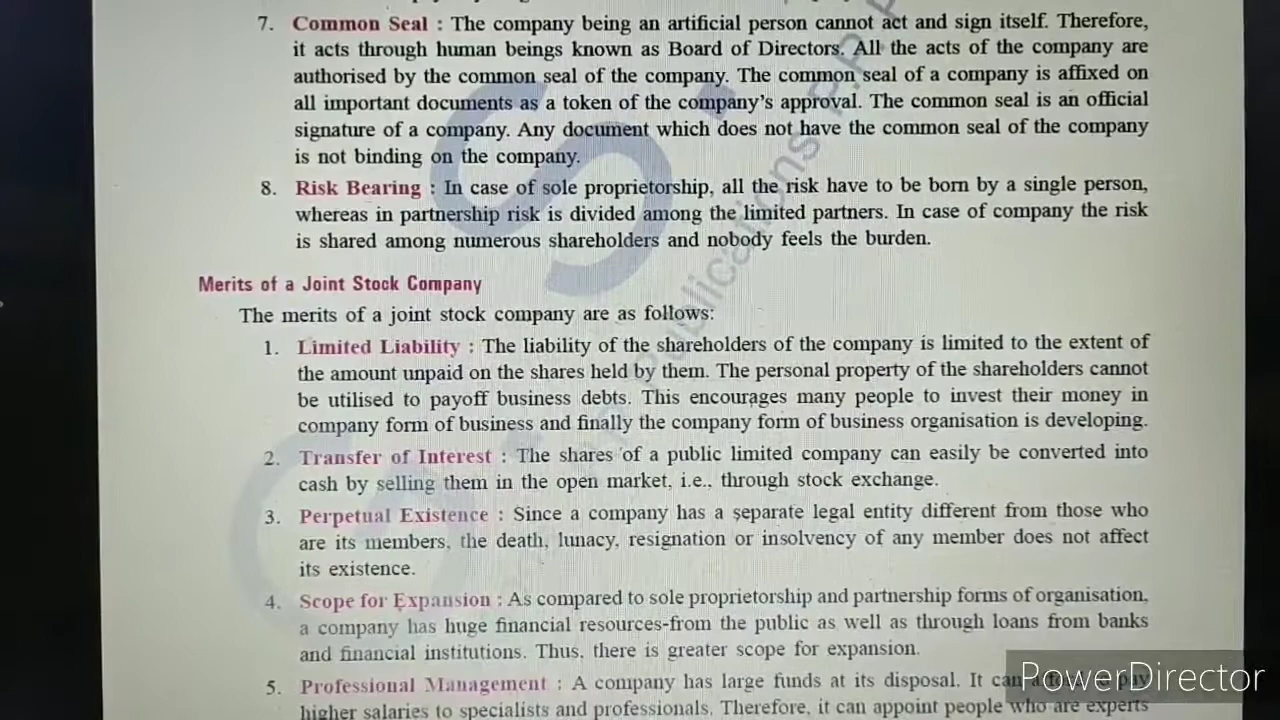 7. Common Seal : The company being an artificial person cannot act and sign itself. Therefore,
it acts through human beings known as Board of Directors. All the acts of the company are
authorised by the common seal of the company. The common seal of a company is affixed on
all important documents as a token of the company's approval. The common seal is an official
signature of a company. Any document which does not have the common seal of the company
is not binding on the company.
8. Risk Bearing : In case of sole proprietorship, all the risk have to be born by a single person,
whereas in partnership risk is divided among the limited partners. In case of company the risk
is shared among numerous shareholders and nobody feels the burden.
Merits of a Joint Stock Company
The merits of a joint stock company are as follows:
1. Limited Liability : The liability of the shareholders of the company is limited to the extent of
the amount unpaid on the shares held by them. The personal property of the shareholders cannot
be utilised to payoff business debts. This encourages many people to invest their money in
company form of business and finally the company form of business organisation is developing.
2. Transfer of Interest : The shares of a public limited company can easily be converted into
cash by selling them in the open market, i.e., through stock exchange.
3. Perpetual Existence : Since a company has a separate legal entity different from those who
are its members, the death, lunacy, resignation or insolvency of any member does not affect
its existence.
4. Scope for Expansion : As compared to sole proprietorship and partnership forms of organisation,
a company has huge financial resources-from the public as well as through loans from banks
and financial institutions. Thus, there is greater scope for expansion.
5. Professional Management : A company has large funds at its disposal. It can pay
higher salaries to specialists and professionals. Therefore, it can appoint people who are experts
Publications
PowerDirector